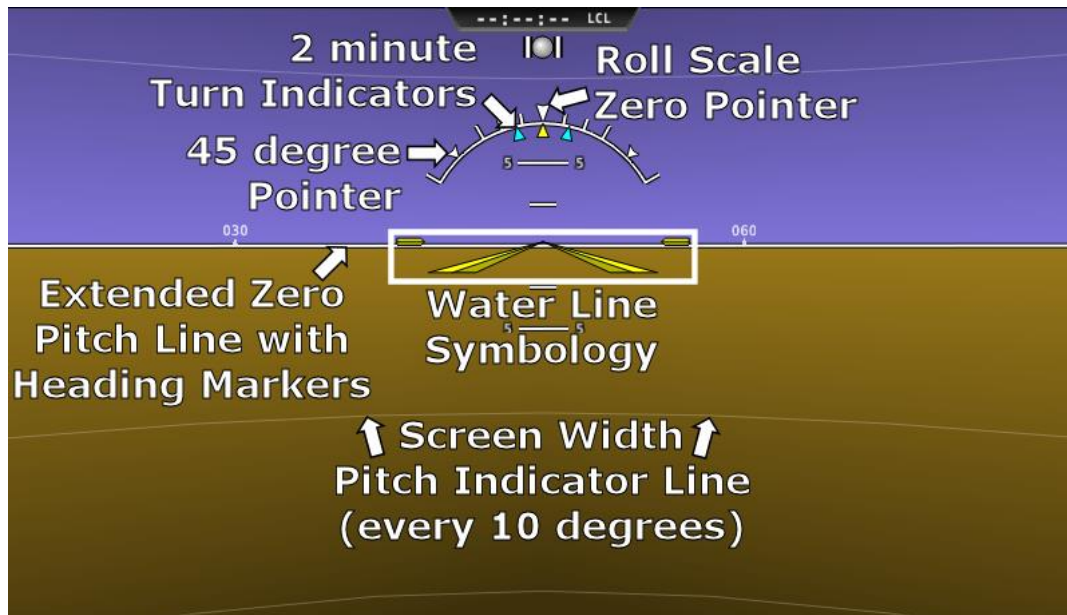 --:--:-- LCL
2 minute
Turn Indicators
Roll Scale
Zero Pointer
45 degree
Pointer
5 5
030
060
Extended Zero
Pitch Line with
Heading Markers
Water Line
5 5
Symbology
Screen Width
Pitch Indicator Line
(every 10 degrees)